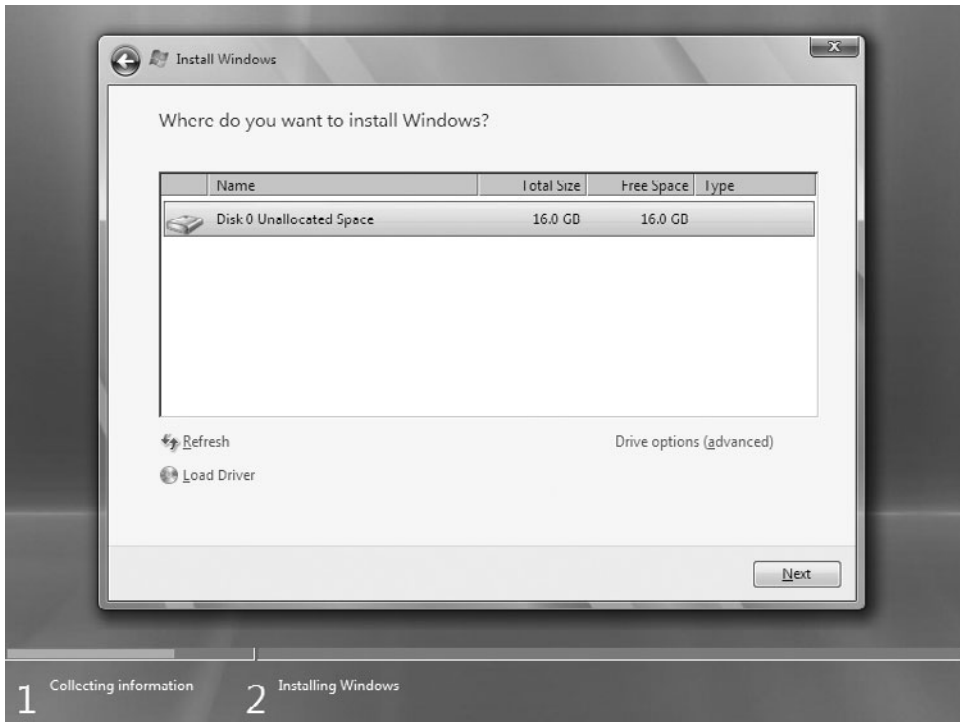 Install Windows
X
Where do you want to install Windows?
Name Total Size Free Space Type
Disk 0 Unallocated Space 16.0 GB 16.0 GB
Refresh Drive options (advanced)
Load Driver
Next
1 Collecting information 2 Installing Windows